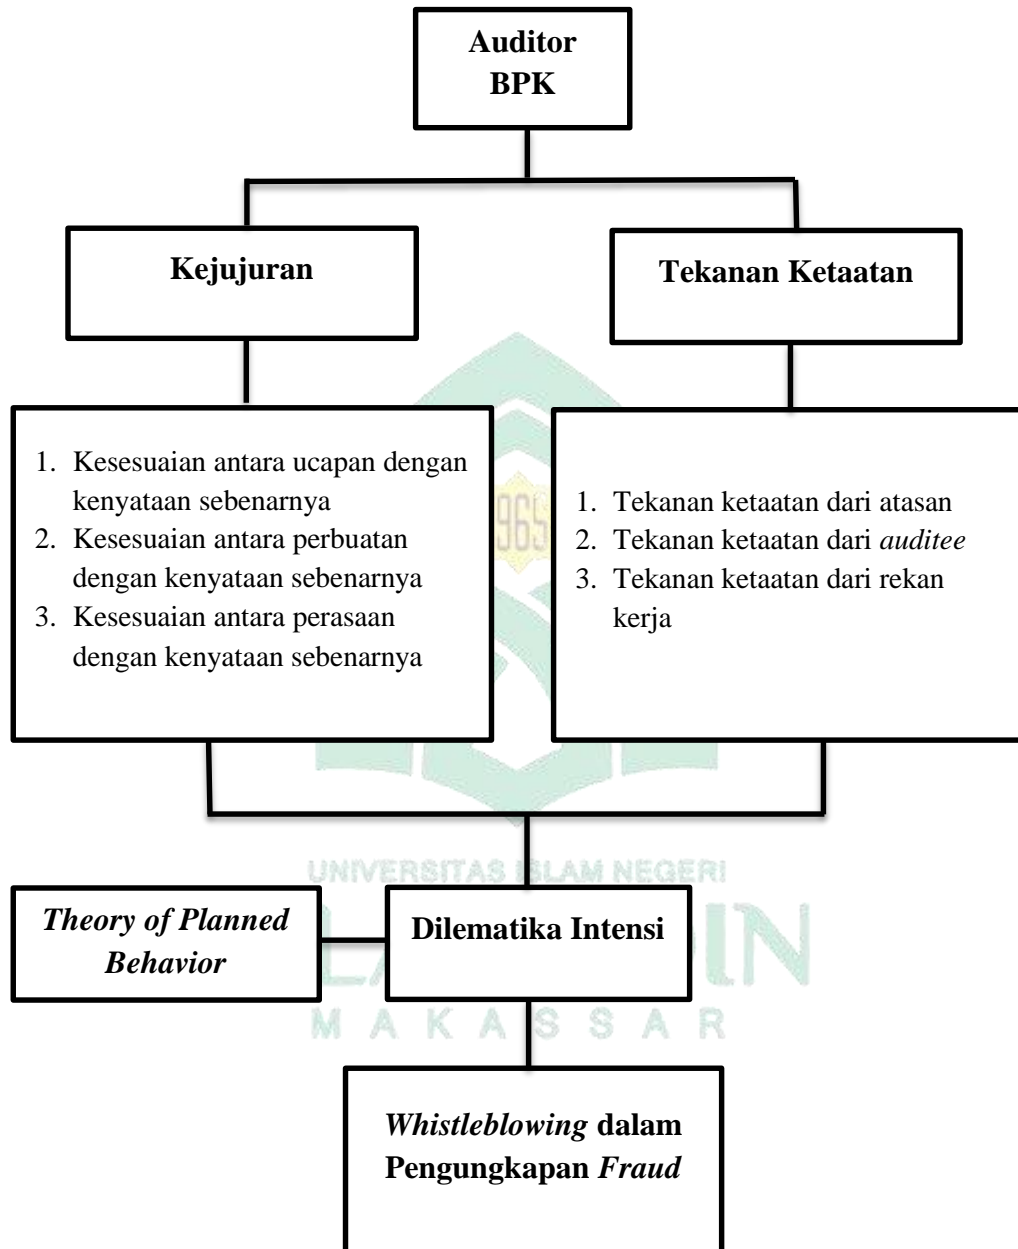 Auditor
BPK
Kejujuran
Tekanan Ketaatan
1. Kesesuaian antara ucapan dengan
kenyataan sebenarnya
2. Kesesuaian antara perbuatan
dengan kenyataan sebenarnya
3. Kesesuaian antara perasaan
dengan kenyataan sebenarnya
1. Tekanan ketaatan dari atasan
2. Tekanan ketaatan dari auditee
3. Tekanan ketaatan dari rekan
kerja
965
UNIVERSITAS ISLAM NEGERI
Theory of Planned
Behavior
Dilematika Intensi
MAKASSAR
Whistleblowing dalam
Pengungkapan Fraud